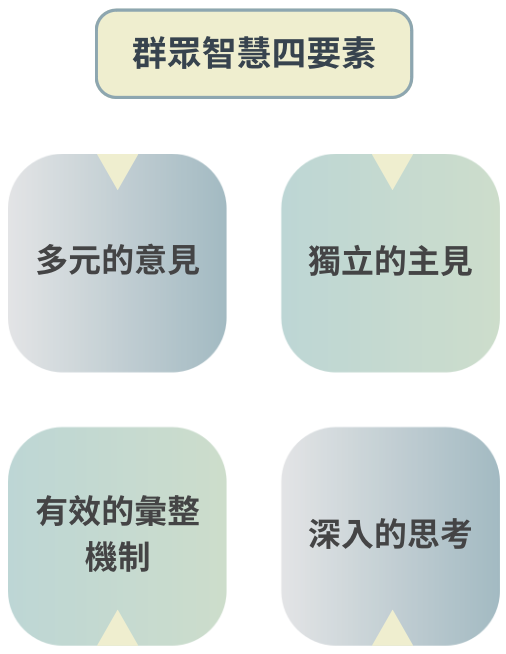 群眾智慧四要素
多元的意見
獨立的主見
有效的彙整
機制
深入的思考